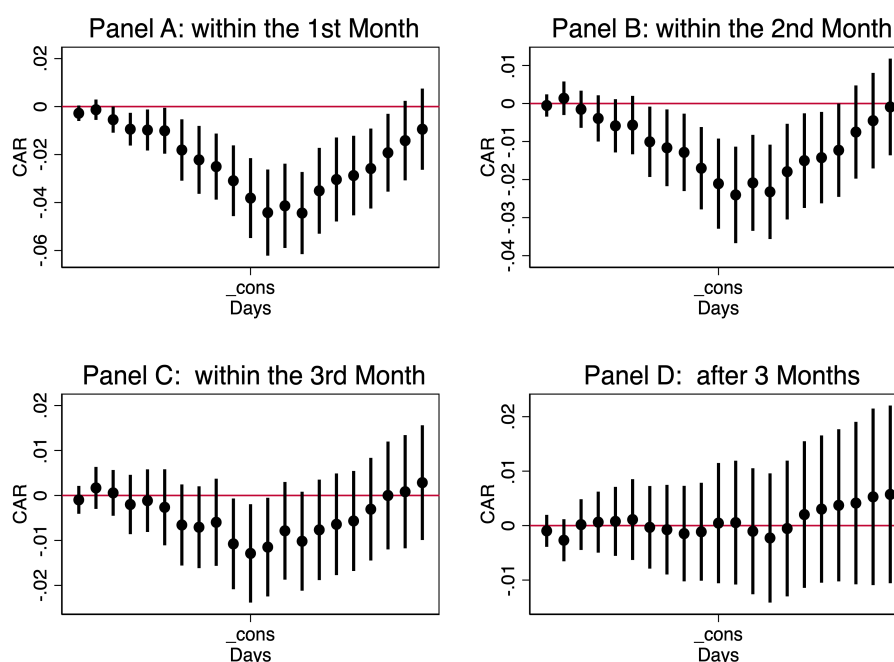 Panel A: within the 1st Month
.02
0
-.02
-.04
-.06
CAR
_cons
Days
Panel B: within the 2nd Month
.01
0
-.01
-.02
-.03
-.04
CAR
_cons
Days
Panel C: within the 3rd Month
.02
.01
0
-.01
-.02
CAR
_cons
Days
Panel D: after 3 Months
.02
.01
0
-.01
CAR
_cons
Days